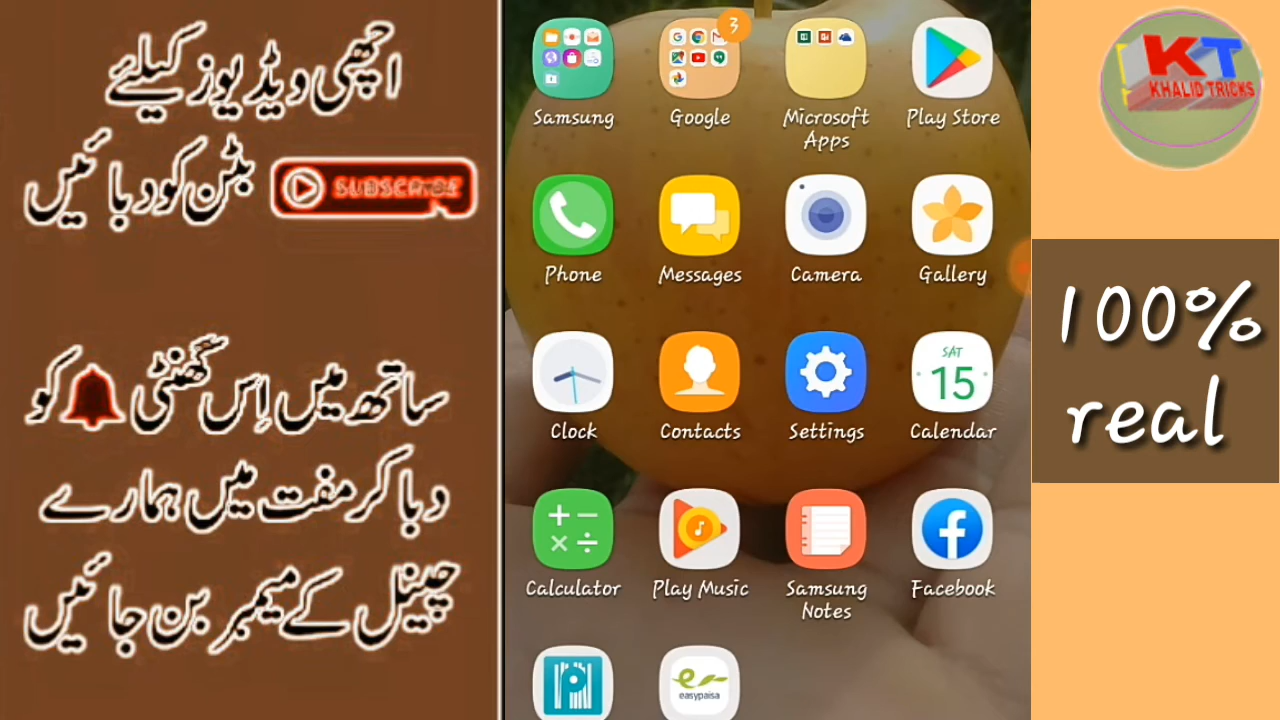 اچھی ویڈیوز کیلئے
SUBSCRIBE بٹن کو دبائیں
ساتھ میں اِس گھنٹی کو
دبا کر مفت میں ہمارے
چینل کے میمبر بن جائیں
3
Samsung
Google
Microsoft Apps
Play Store
Phone
Messages
Camera
Gallery
SAT
15
Clock
Contacts
Settings
Calendar
Calculator
Play Music
Samsung Notes
Facebook
easypaisa
KT
KHALID TRICKS
100%
real